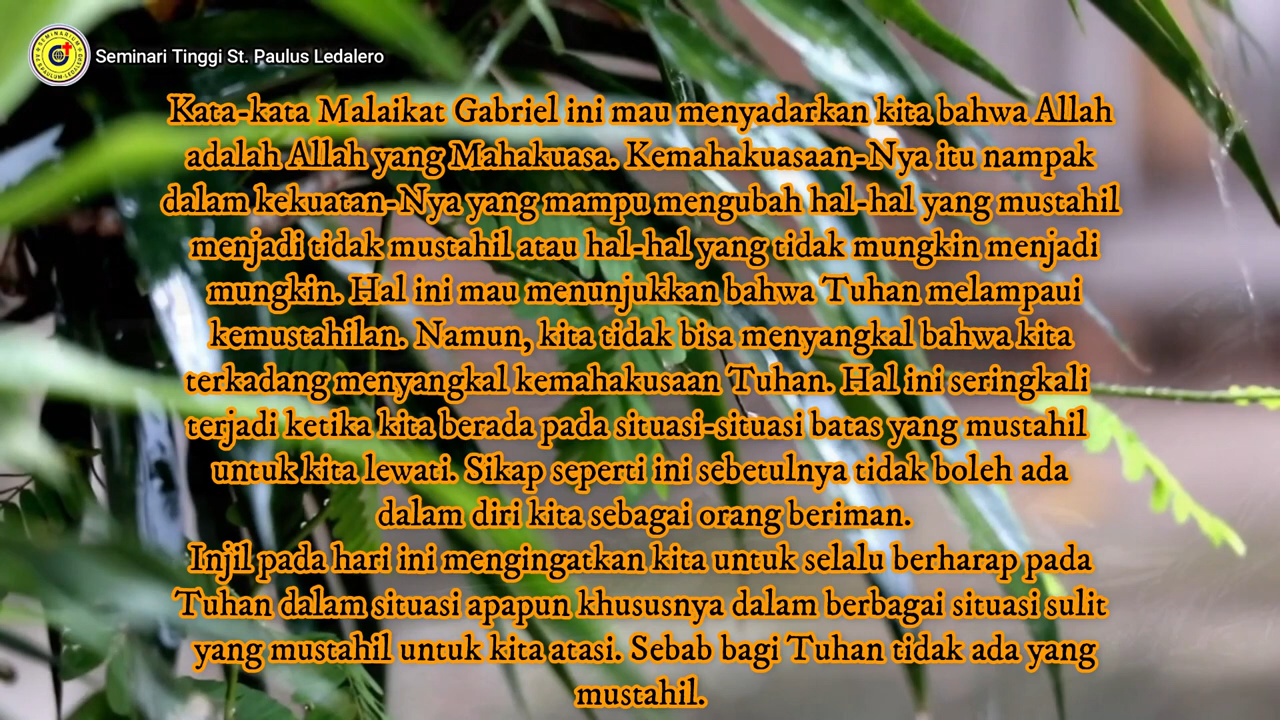 Seminari Tinggi St. Paulus Ledalero
Kata-kata Malaikat Gabriel ini mau menyadarkan kita bahwa Allah
adalah Allah yang Mahakuasa. Kemahakuasaan-Nya itu nampak
dalam kekuatan-Nya yang mampu mengubah hal-hal yang mustahil
menjadi tidak mustahil atau hal-hal yang tidak mungkin menjadi
mungkin. Hal ini mau menunjukkan bahwa Tuhan melampaui
kemustahilan. Namun, kita tidak bisa menyangkal bahwa kita
terkadang menyangkal kemahakusaan Tuhan. Hal ini seringkali
terjadi ketika kita berada pada situasi-situasi batas yang mustahil
untuk kita lewati. Sikap seperti ini sebetulnya tidak boleh ada
dalam diri kita sebagai orang beriman.
Injil pada hari ini mengingatkan kita untuk selalu berharap pada
Tuhan dalam situasi apapun khususnya dalam berbagai situasi sulit
yang mustahil untuk kita atasi. Sebab bagi Tuhan tidak ada yang
mustahil.